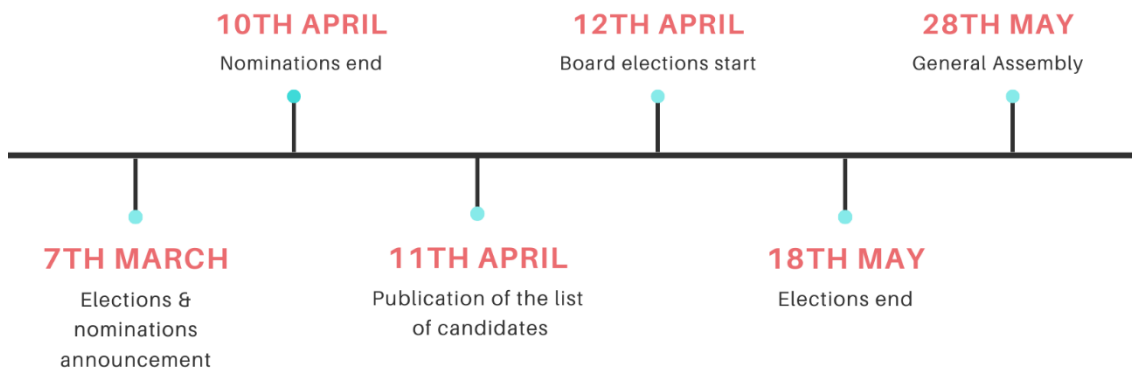 10TH APRIL
Nominations end
12TH APRIL
Board elections start
28TH MAY
General Assembly
7TH MARCH
Elections &
nominations
announcement
11TH APRIL
Publication of the list
of candidates
18TH MAY
Elections end